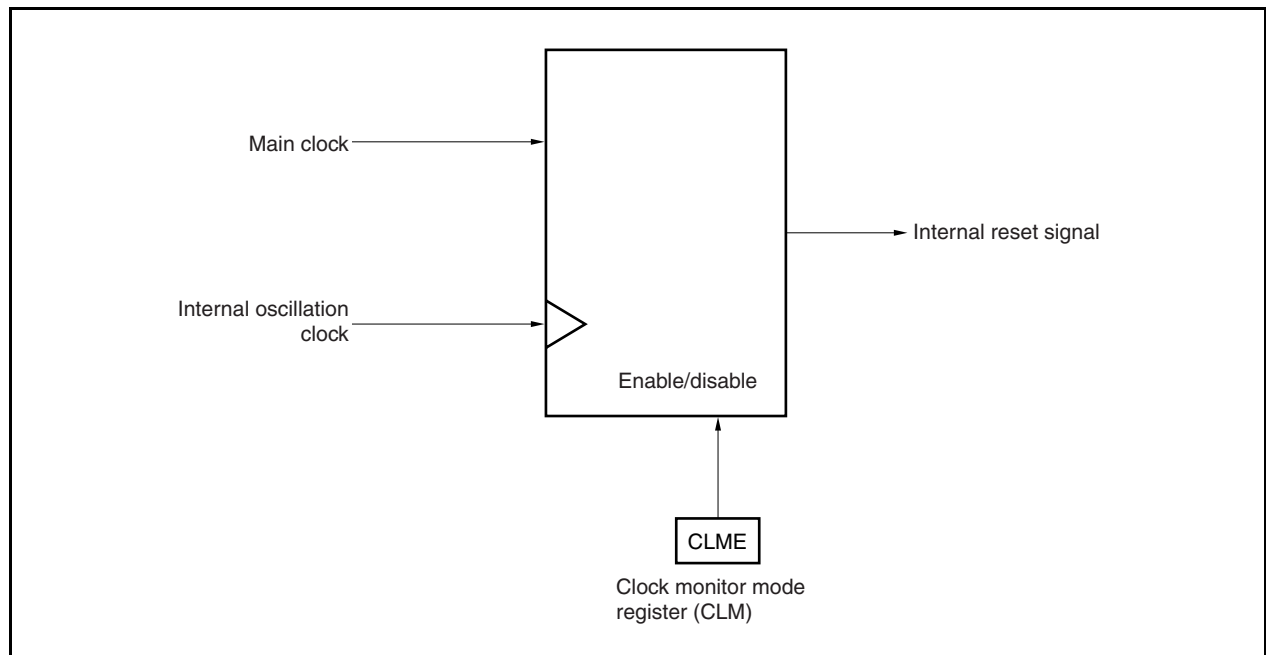 Main clock
Internal reset signal
Internal oscillation
clock
Enable/disable
CLME
Clock monitor mode
register (CLM)